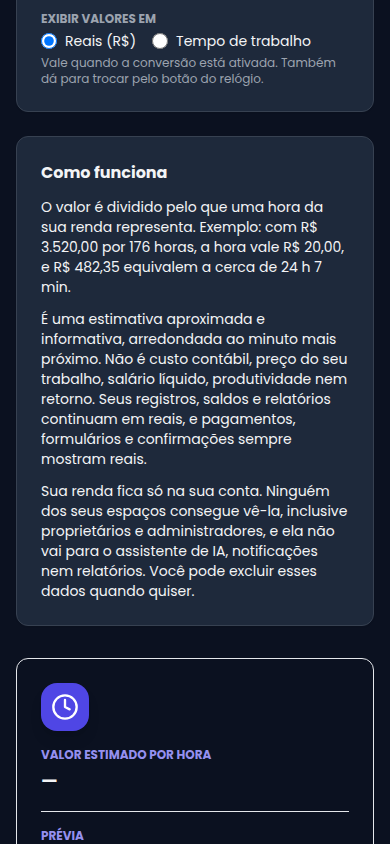 EXIBIR VALORES EM
Reais (R$) Tempo de trabalho
Vale quando a conversão está ativada. Também
dá para trocar pelo botão do relógio.
Como funciona
O valor é dividido pelo que uma hora da
sua renda representa. Exemplo: com R$
3.520,00 por 176 horas, a hora vale R$ 20,00,
e R$ 482,35 equivalem a cerca de 24 h 7
min.
É uma estimativa aproximada e
informativa, arredondada ao minuto mais
próximo. Não é custo contábil, preço do seu
trabalho, salário líquido, produtividade nem
retorno. Seus registros, saldos e relatórios
continuam em reais, e pagamentos,
formulários e confirmações sempre
mostram reais.
Sua renda fica só na sua conta. Ninguém
dos seus espaços consegue vê-la, inclusive
proprietários e administradores, e ela não
vai para o assistente de IA, notificações
nem relatórios. Você pode excluir esses
dados quando quiser.
VALOR ESTIMADO POR HORA
—
PRÉVIA